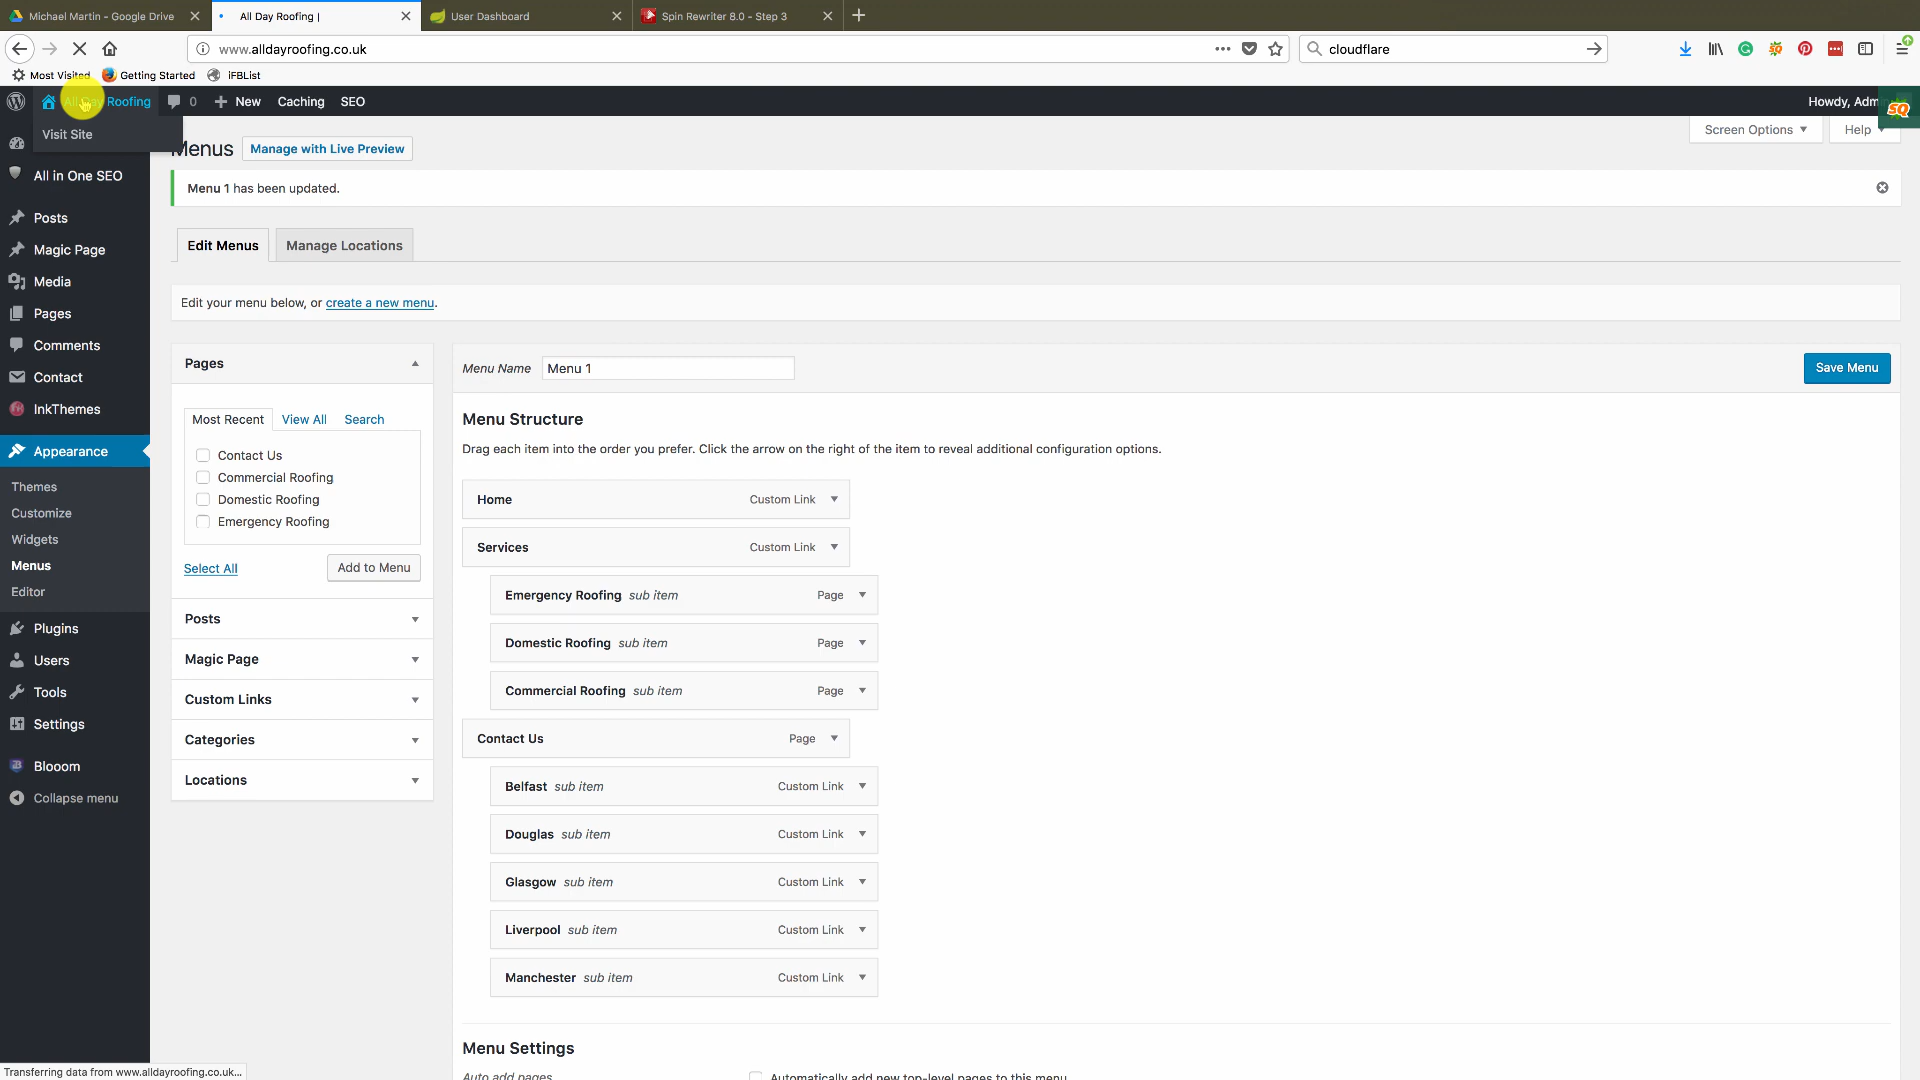 Michael Martin - Google Drive
All Day Roofing |
User Dashboard
Spin Rewriter 8.0 - Step 3
www.alldayroofing.co.uk
cloudflare
Most Visited
Getting Started
iFBList
Roofing
0
New
Caching
SEO
Howdy,
Visit Site
Screen Options
Help
Menus
Manage with Live Preview
Menu 1 has been updated.
All in One SEO
Posts
Magic Page
Media
Pages
Comments
Contact
InkThemes
Appearance
Themes
Customize
Widgets
Menus
Editor
Plugins
Users
Tools
Settings
Blooom
Collapse menu
Edit Menus
Manage Locations
Edit your menu below, or create a new menu.
Pages
Most Recent
View All
Search
Contact Us
Commercial Roofing
Domestic Roofing
Emergency Roofing
Select All
Add to Menu
Posts
Magic Page
Custom Links
Categories
Locations
Menu Name
Menu 1
Save Menu
Menu Structure
Drag each item into the order you prefer. Click the arrow on the right of the item to reveal additional configuration options.
Home Custom Link
Services Custom Link
Emergency Roofing sub item Page
Domestic Roofing sub item Page
Commercial Roofing sub item Page
Contact Us Page
Belfast sub item Custom Link
Douglas sub item Custom Link
Glasgow sub item Custom Link
Liverpool sub item Custom Link
Manchester sub item Custom Link
Menu Settings
Auto add pages
Automatically add new top-level pages to this menu
Transferring data from www.alldayroofing.co.uk...